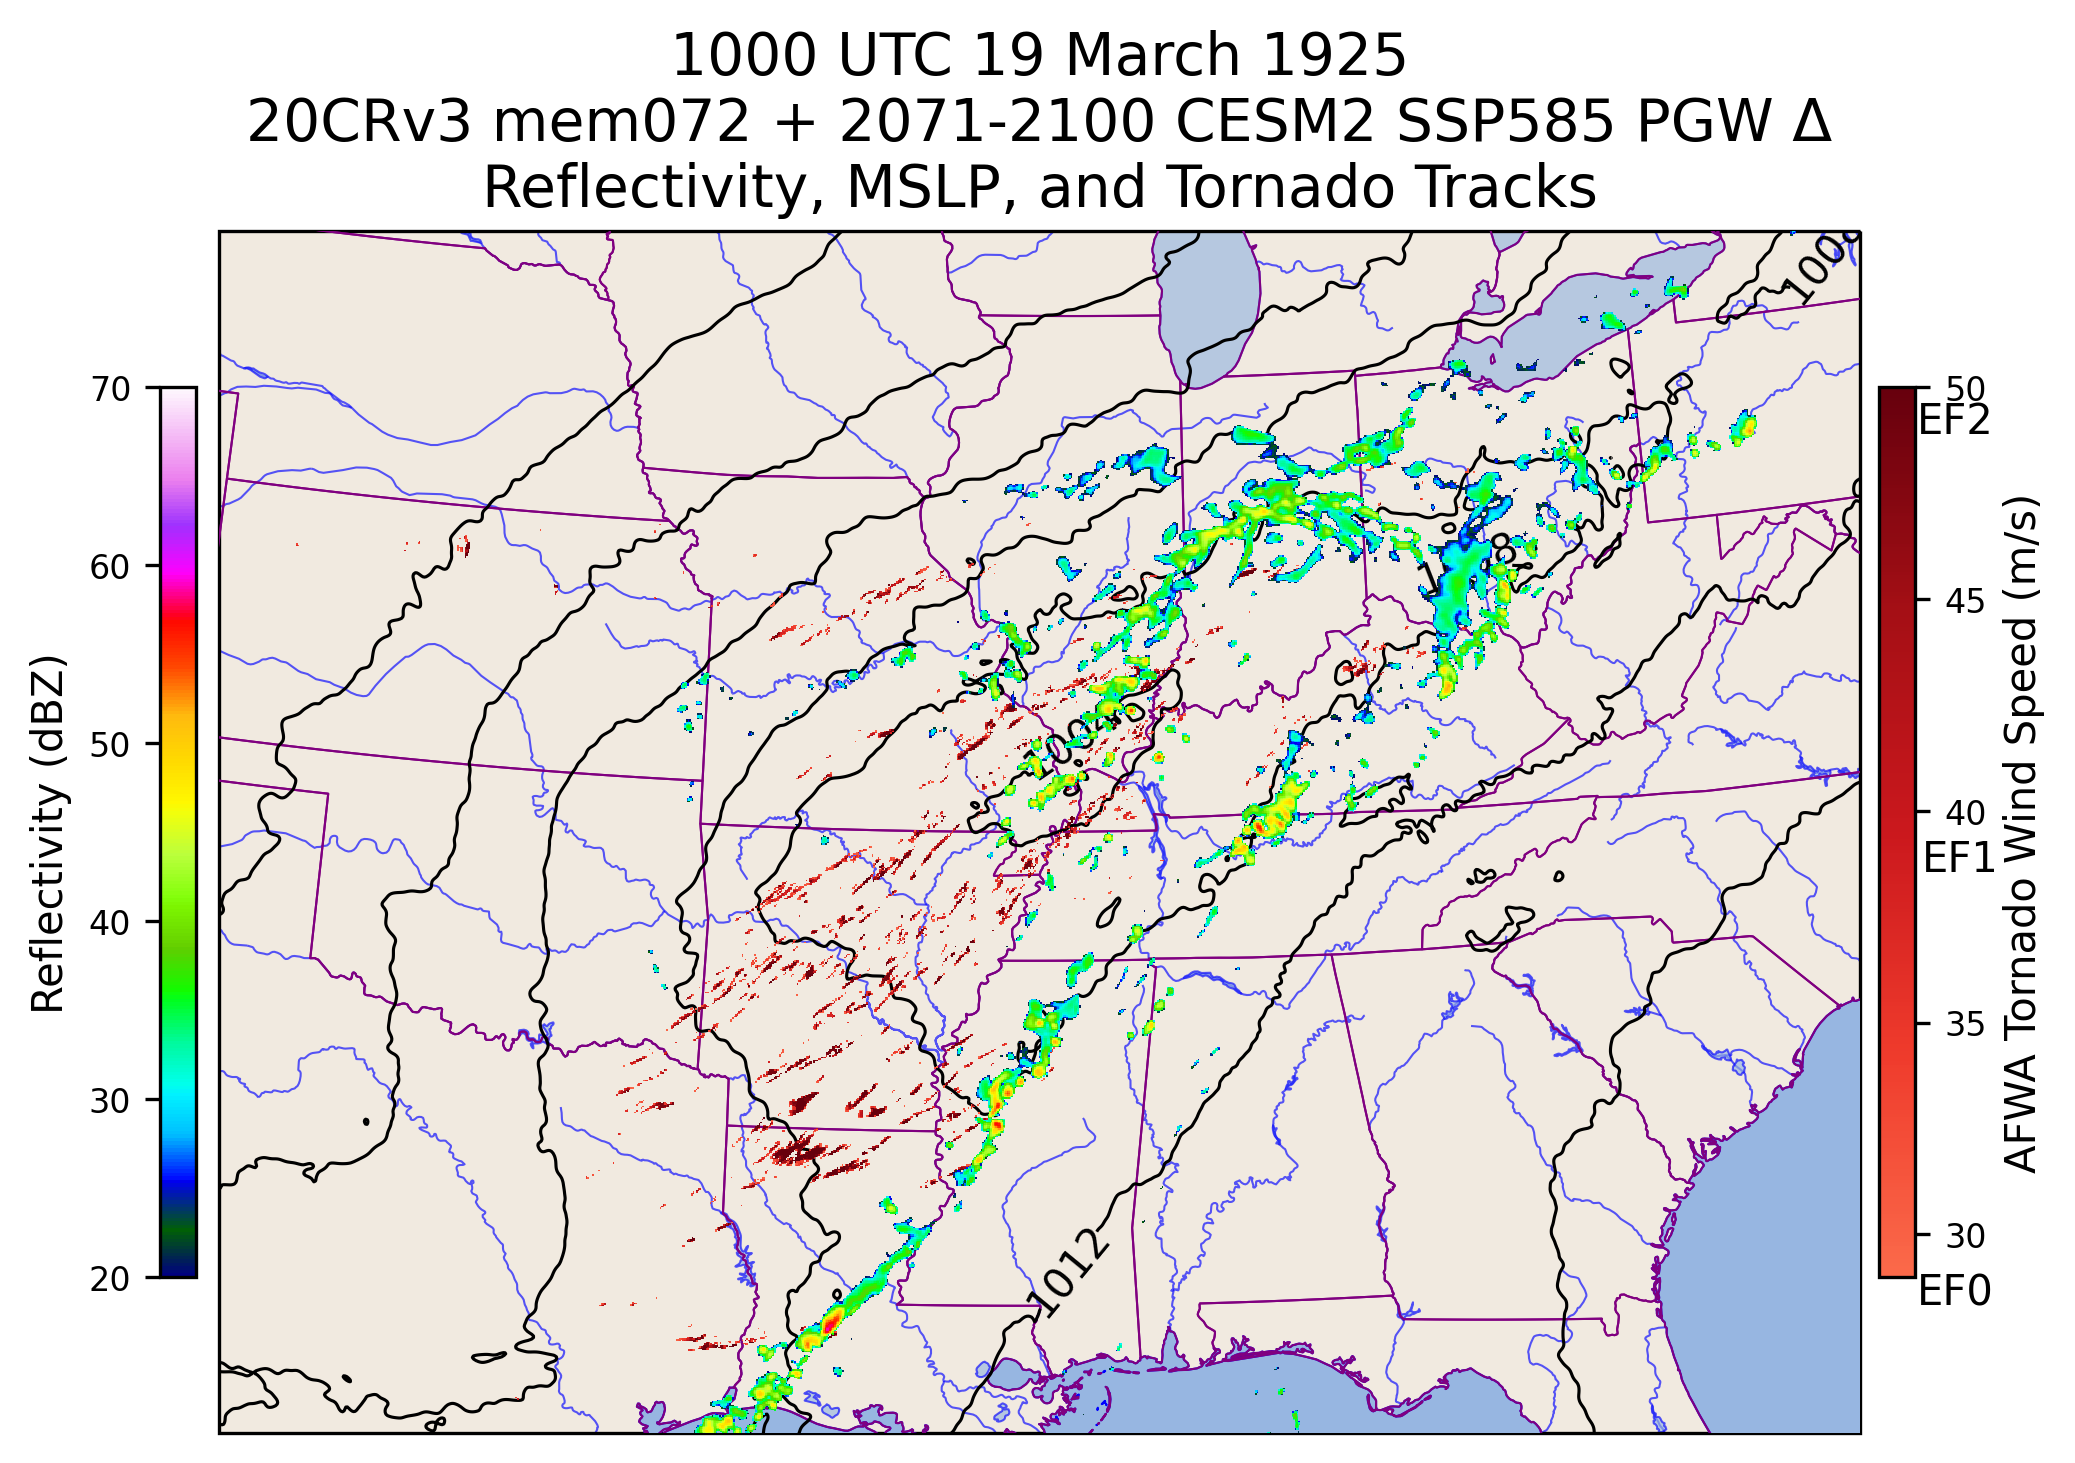 1000 UTC 19 March 1925
20CRv3 mem072 + 2071-2100 CESM2 SSP585 PGW Δ
Reflectivity, MSLP, and Tornado Tracks
Reflectivity (dBZ)
70
60
50
40
30
20
1004
1012
50
EF2
45
40
EF1
35
30
EF0
AFWA Tornado Wind Speed (m/s)